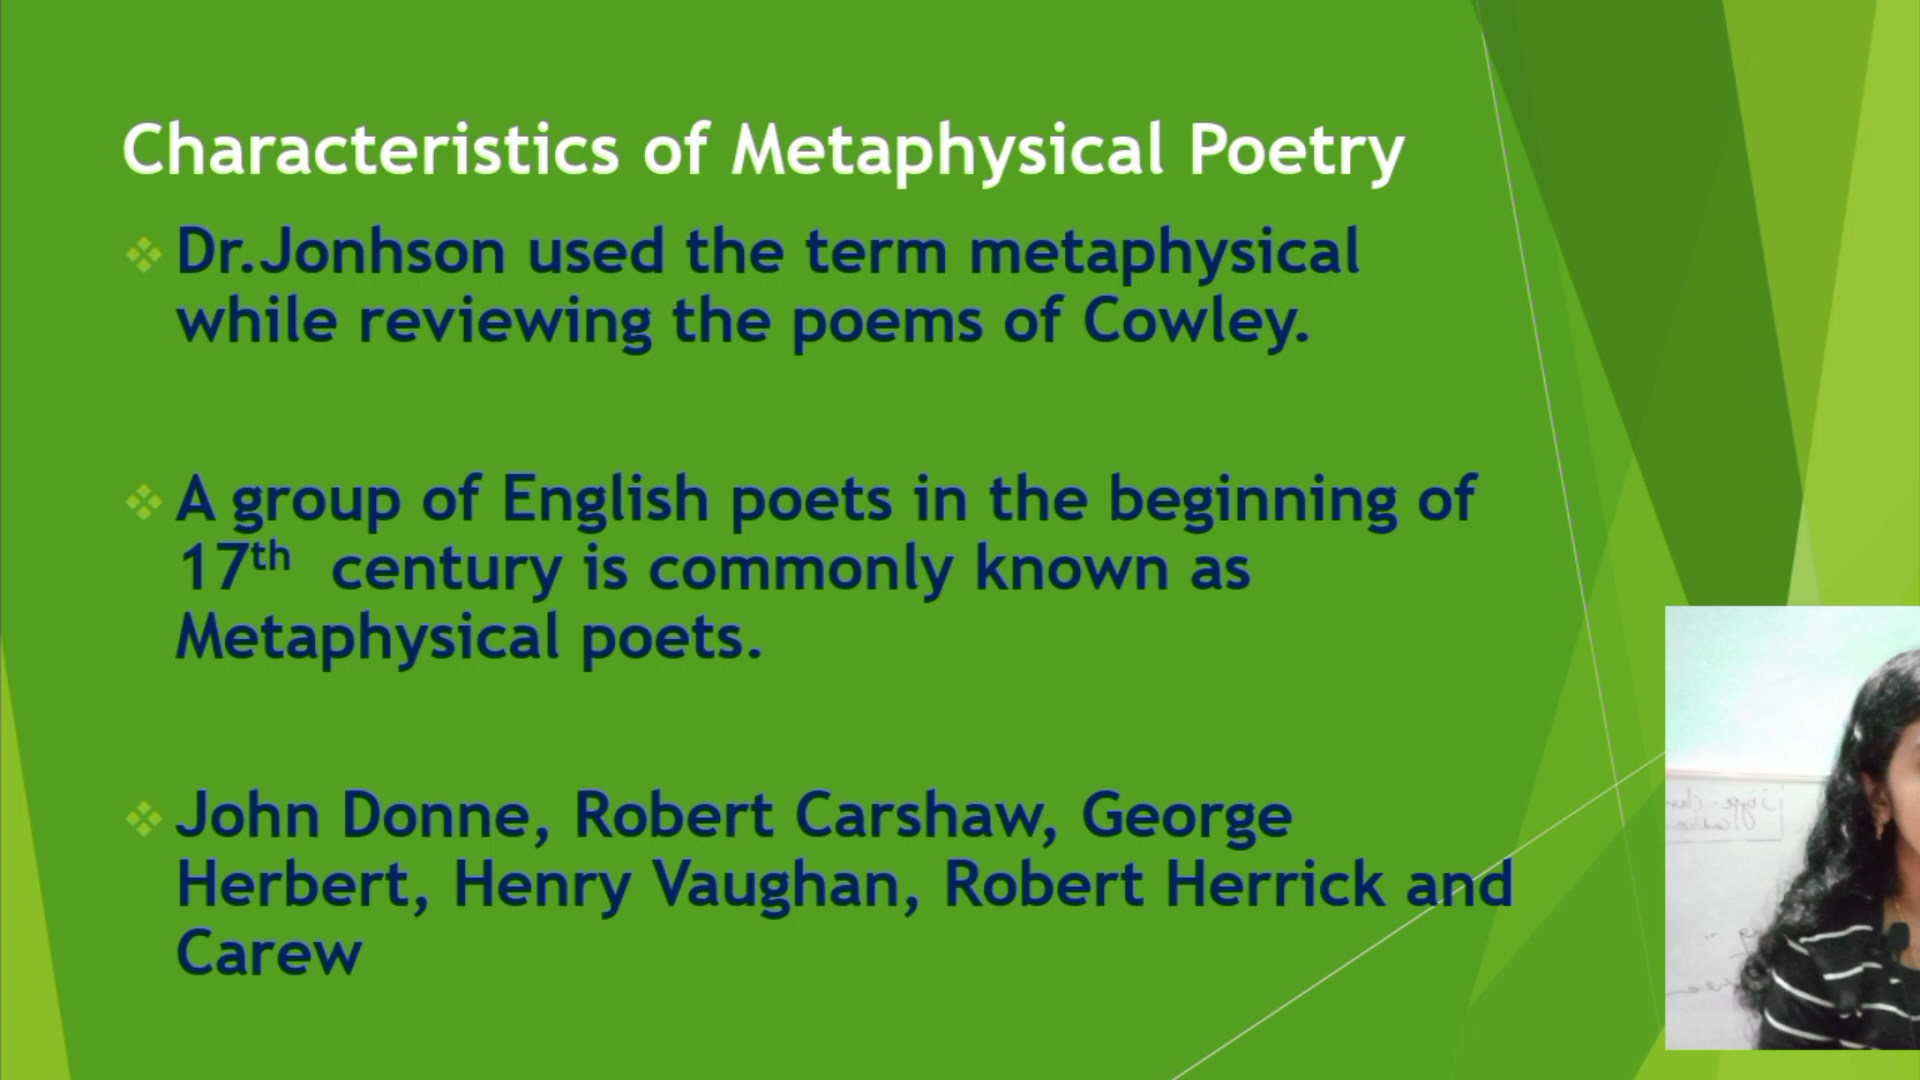 Characteristics of Metaphysical Poetry
Dr.Jonhson used the term metaphysical
while reviewing the poems of Cowley.
A group of English poets in the beginning of
17th century is commonly known as
Metaphysical poets.
John Donne, Robert Carshaw, George
Herbert, Henry Vaughan, Robert Herrick and
Carew